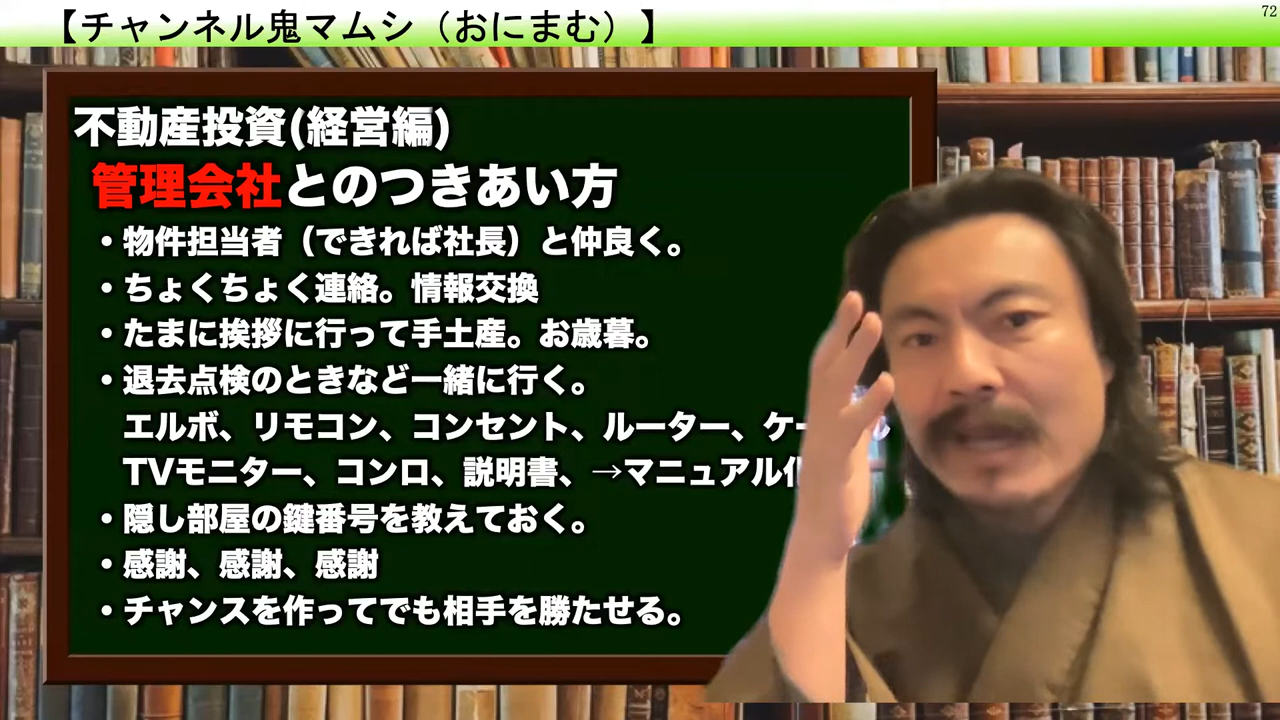 【チャンネル鬼マムシ（おにまむ）】
72
不動産投資(経営編)
管理会社とのつきあい方
・物件担当者（できれば社長）と仲良く。
・ちょくちょく連絡。情報交換
・たまに挨拶に行って手土産。お歳暮。
・退去点検のときなど一緒に行く。
エルボ、リモコン、コンセント、ルーター、
TVモニター、コンロ、説明書、→マニュアル
・隠し部屋の鍵番号を教えておく。
・感謝、感謝、感謝
・チャンスを作ってでも相手を勝たせる。